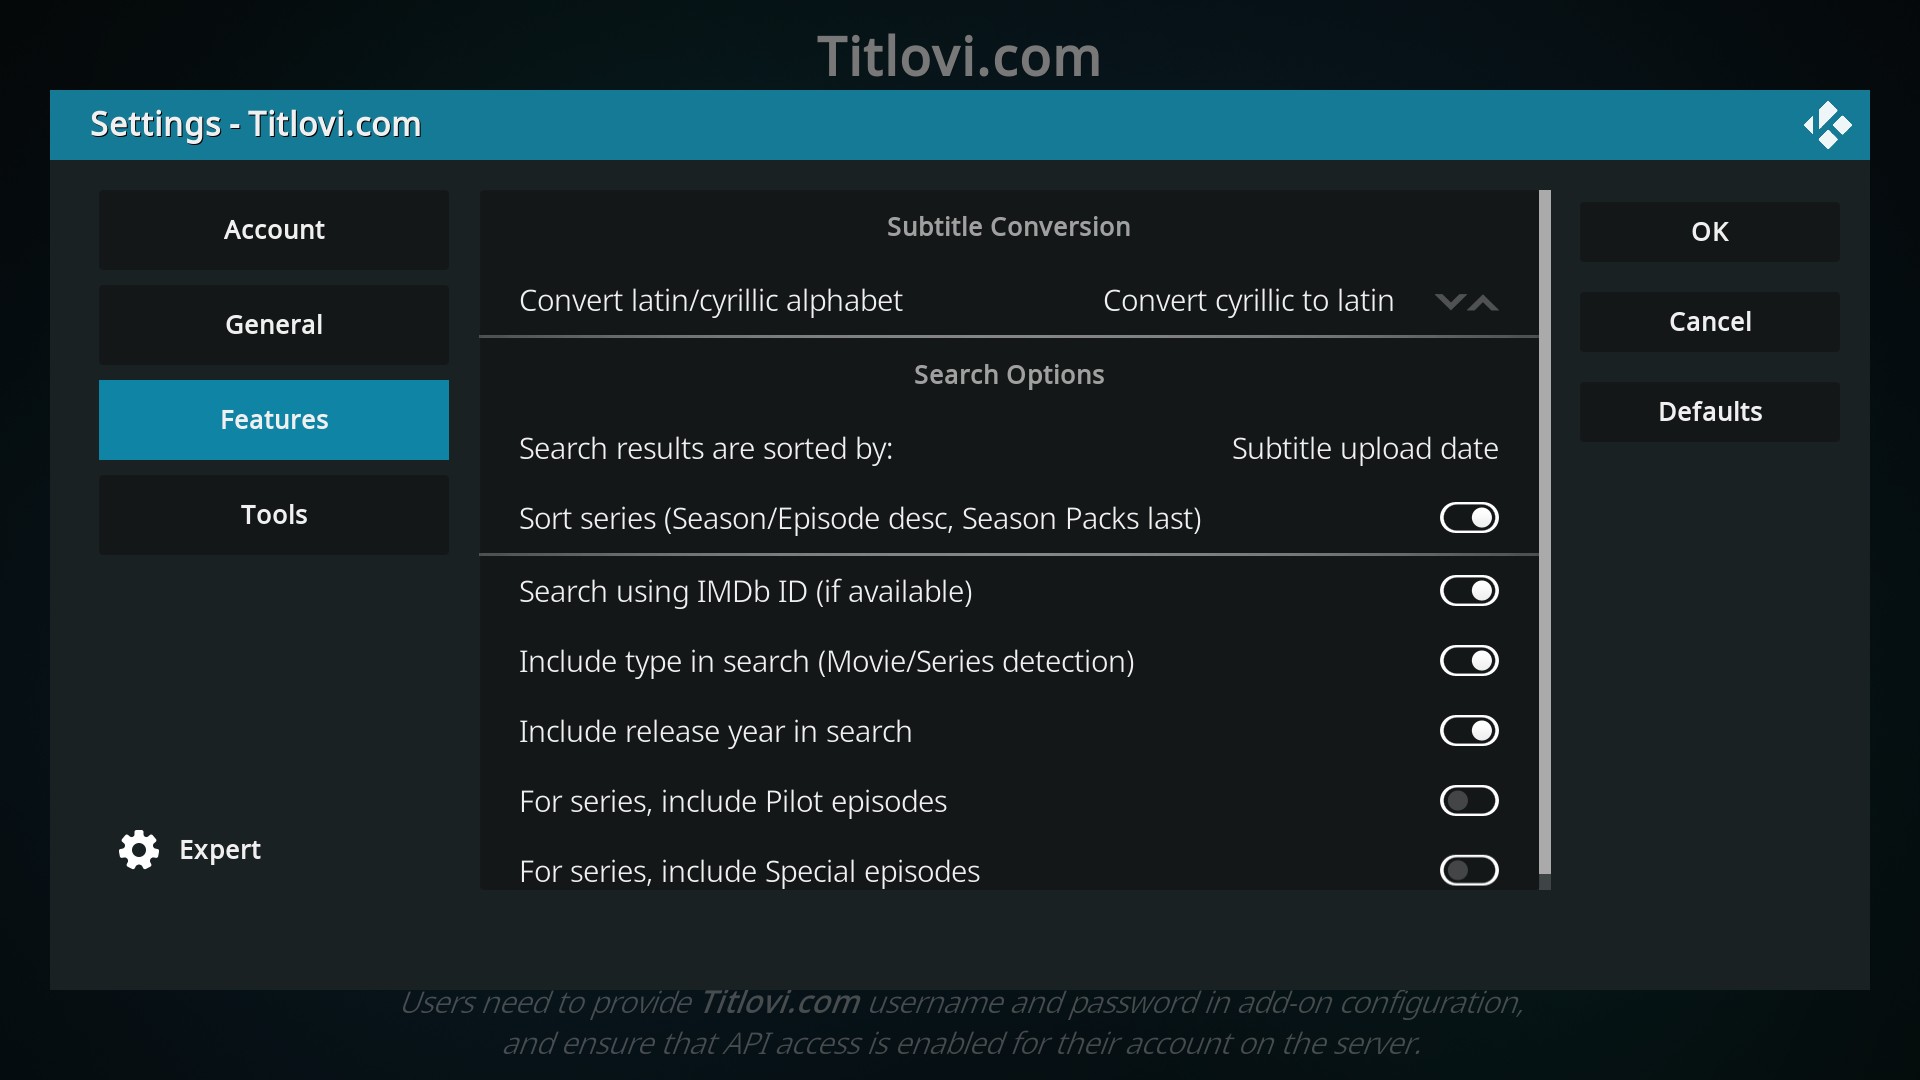 Titlovi.com
Settings - Titlovi.com
Account
General
Features
Tools
Expert
Subtitle Conversion
Convert latin/cyrillic alphabet Convert cyrillic to latin
Search Options
Search results are sorted by: Subtitle upload date
Sort series (Season/Episode desc, Season Packs last)
Search using IMDb ID (if available)
Include type in search (Movie/Series detection)
Include release year in search
For series, include Pilot episodes
For series, include Special episodes
OK
Cancel
Defaults
Users need to provide Titlovi.com username and password in add-on configuration,
and ensure that API access is enabled for their account on the server.